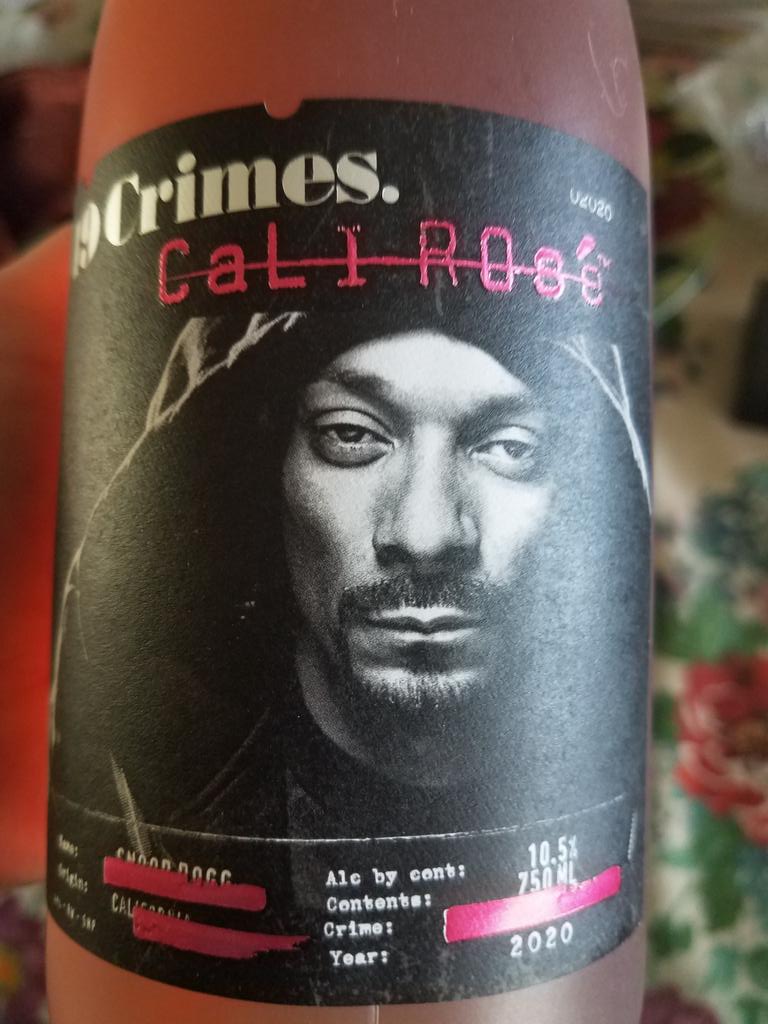 19 Crimes.
U2020
CaLI ROsé
Name: SNOOP DOGG
Origin: CALIFORNIA
Alc by cont: 10.5%
Contents: 750 ML
Crime:
Year: 2020